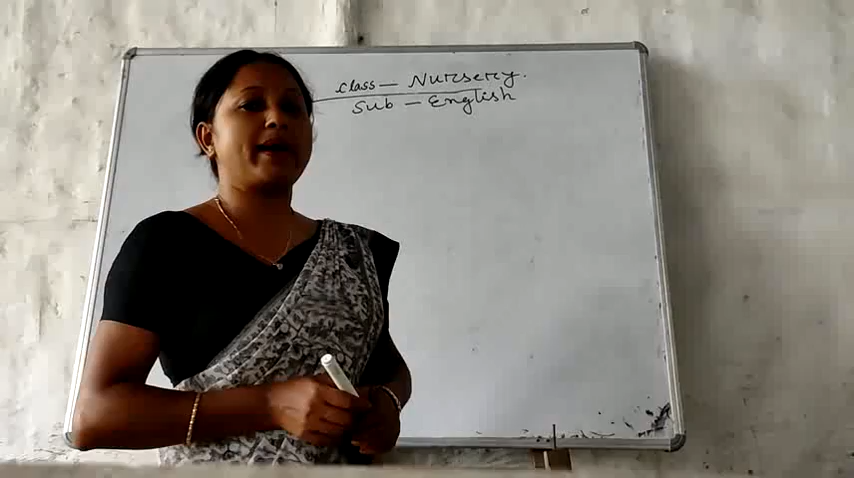 Class — Nursery.
Sub — English